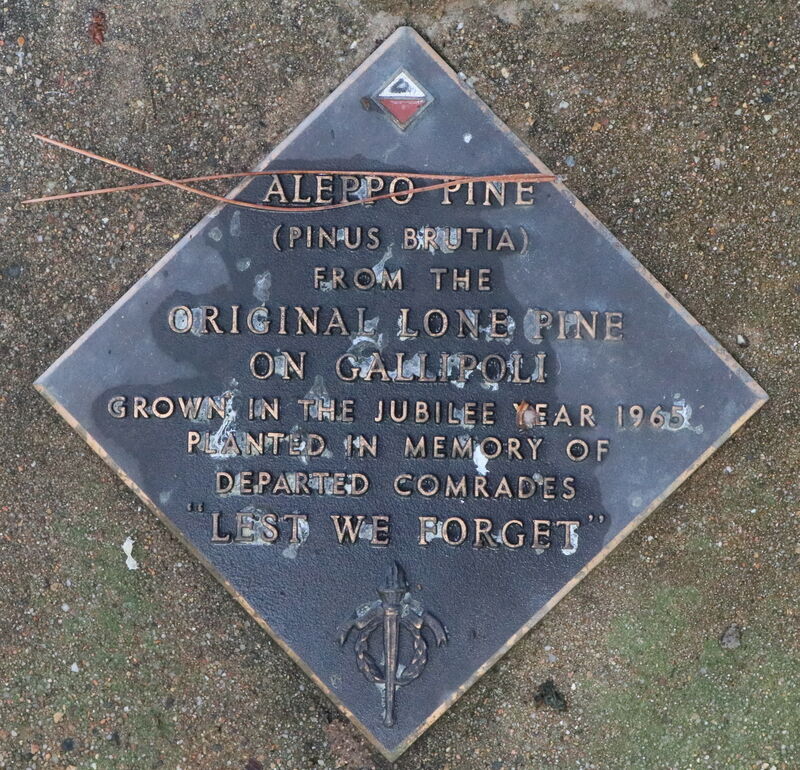 ALEPPO PINE
(PINUS BRUTIA)
FROM THE
ORIGINAL LONE PINE
ON GALLIPOLI
GROWN IN THE JUBILEE YEAR 1965
PLANTED IN MEMORY OF
DEPARTED COMRADES
"LEST WE FORGET"